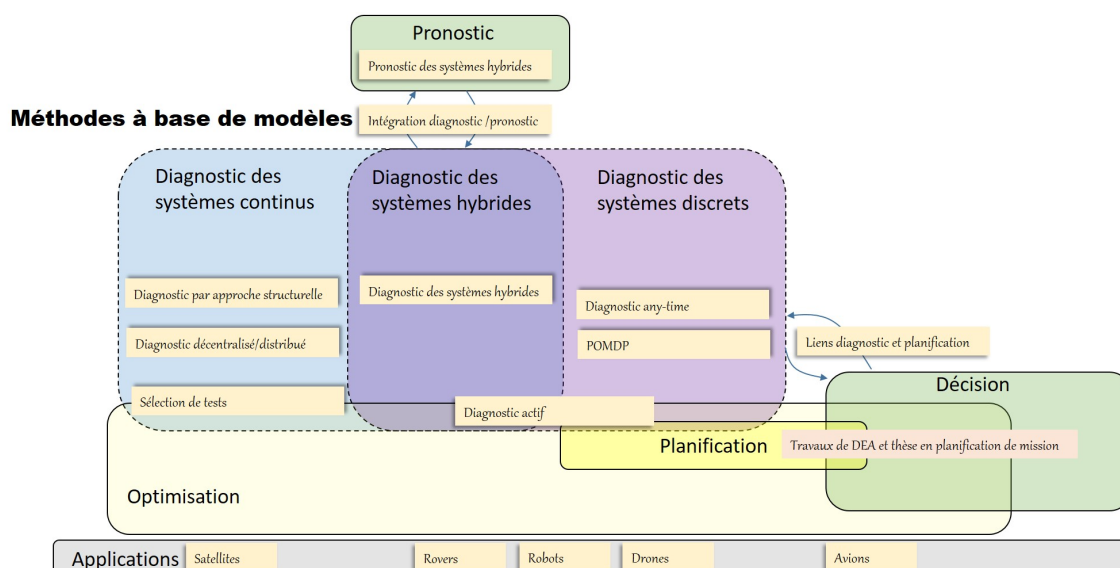 Pronostic
Pronostic des systèmes hybrides
Méthodes à base de modèles
Intégration diagnostic /pronostic
Diagnostic des
systèmes continus
Diagnostic des
systèmes hybrides
Diagnostic des
systèmes discrets
Diagnostic par approche structurelle
Diagnostic des systèmes hybrides
Diagnostic any-time
Diagnostic décentralisé/distribué
POMDP
Liens diagnostic et planification
Sélection de tests
Diagnostic actif
Décision
Planification
Travaux de DEA et thèse en planification de mission
Optimisation
Applications
Satellites
Rovers
Robots
Drones
Avions